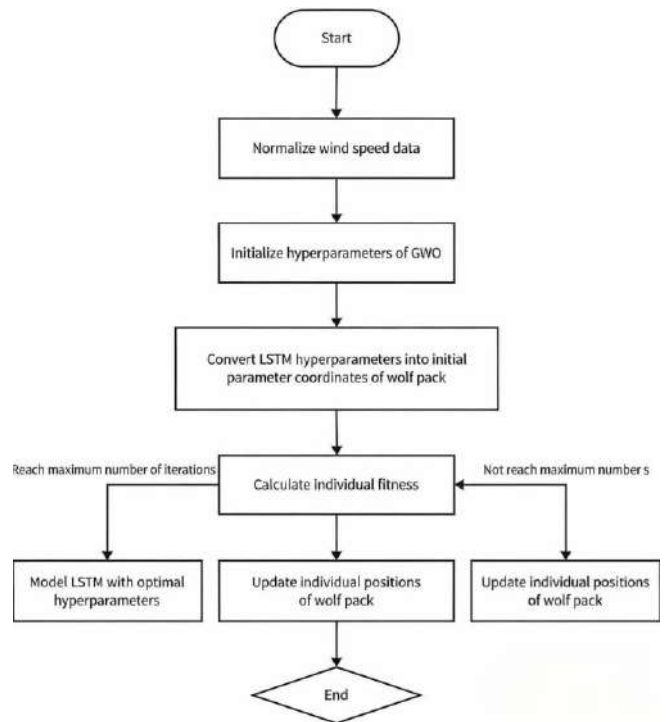 Start
Normalize wind speed data
Initialize hyperparameters of GWO
Convert LSTM hyperparameters into initial
parameter coordinates of wolf pack
Reach maximum number of iterations
Calculate individual fitness
Not reach maximum number s
Model LSTM with optimal
hyperparameters
Update individual positions
of wolf pack
Update individual positions
of wolf pack
End